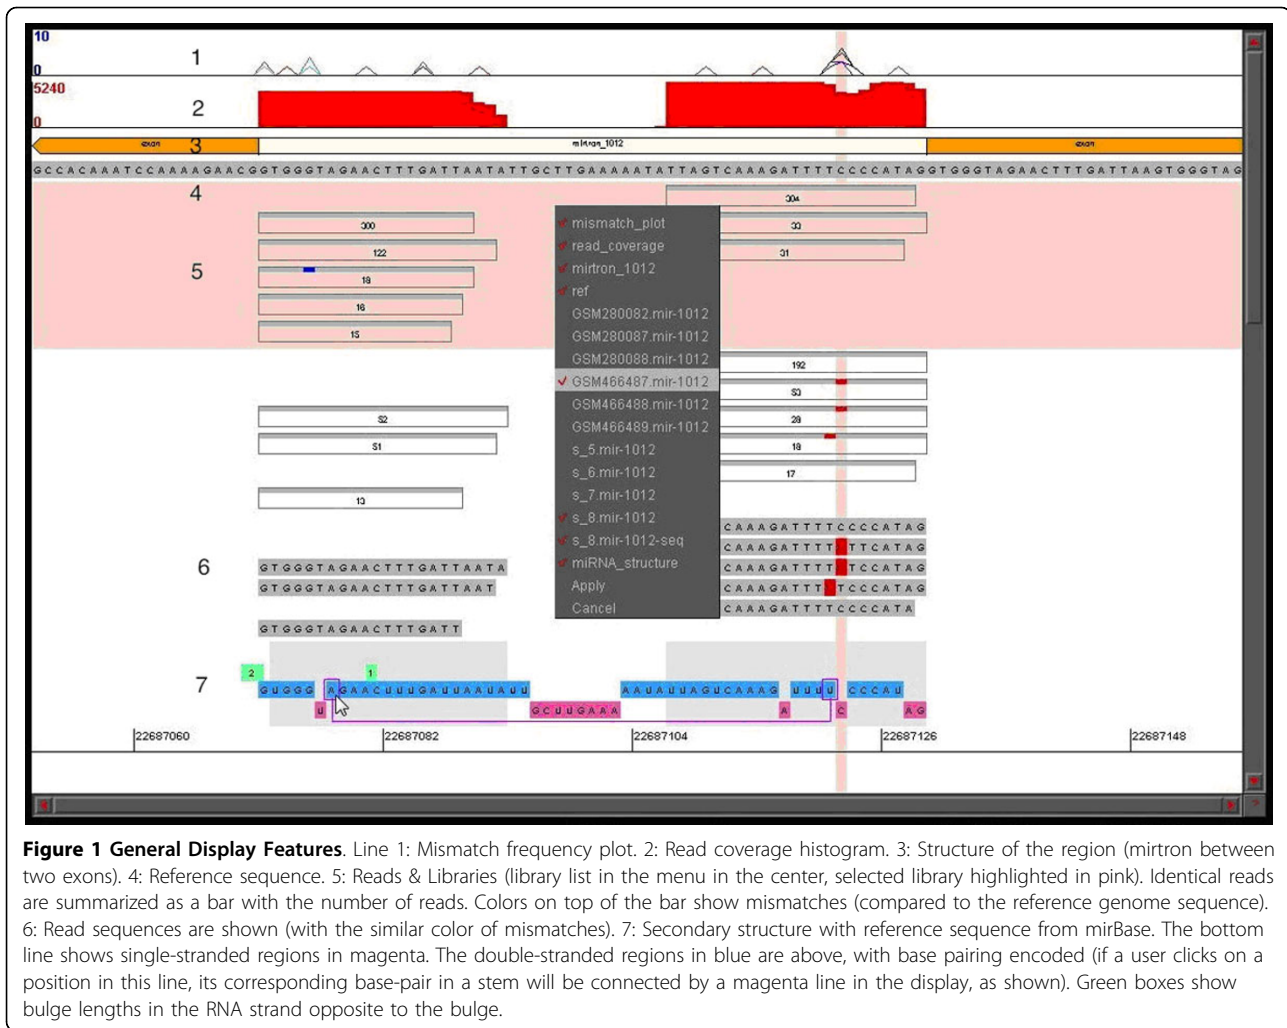 10
0
1
5240
0
2
exon 3 mirtron_1012 exon
GCCACAAATCCAAAAGAACGGTGGGTAGAACTTTGATTAATATTGCTTGAAAAATATTAGTCAAAGATTTTCCCCATAGGTGGGTAGAACTTTGATTAAGTGGGTAG
4
304
300 33
122 31
5
18
16
15
192
53
52 28
51 18
17
13
mismatch_plot
read_coverage
mirtron_1012
ref
GSM280082.mir-1012
GSM280087.mir-1012
GSM280088.mir-1012
GSM466487.mir-1012
GSM466488.mir-1012
GSM466489.mir-1012
s_5.mir-1012
s_6.mir-1012
s_7.mir-1012
s_8.mir-1012
s_8.mir-1012-seq
miRNA_structure
Apply
Cancel
6
CAAAGATTTTCCCCATAG
CAAAGATTTT TTCATAG
GTGGGTAGAACTTTGATTAATA CAAAGATTTT TCCATAG
GTGGGTAGAACTTTGATTAAT CAAAGATTT TCCCATAG
CAAAGATTTTCCCCATA
GTGGGTAGAACTTTGATT
2 1
7
GUGGG AGAACUUUGAUUAAUAUU AAUAUUAGUCAAAG UUUU CCCAU
U GCUUGAAA A C AG
22687060 22687082 22687104 22687126 22687148
Figure 1 General Display Features. Line 1: Mismatch frequency plot. 2: Read coverage histogram. 3: Structure of the region (mirtron between
two exons). 4: Reference sequence. 5: Reads & Libraries (library list in the menu in the center, selected library highlighted in pink). Identical reads
are summarized as a bar with the number of reads. Colors on top of the bar show mismatches (compared to the reference genome sequence).
6: Read sequences are shown (with the similar color of mismatches). 7: Secondary structure with reference sequence from mirBase. The bottom
line shows single-stranded regions in magenta. The double-stranded regions in blue are above, with base pairing encoded (if a user clicks on a
position in this line, its corresponding base-pair in a stem will be connected by a magenta line in the display, as shown). Green boxes show
bulge lengths in the RNA strand opposite to the bulge.